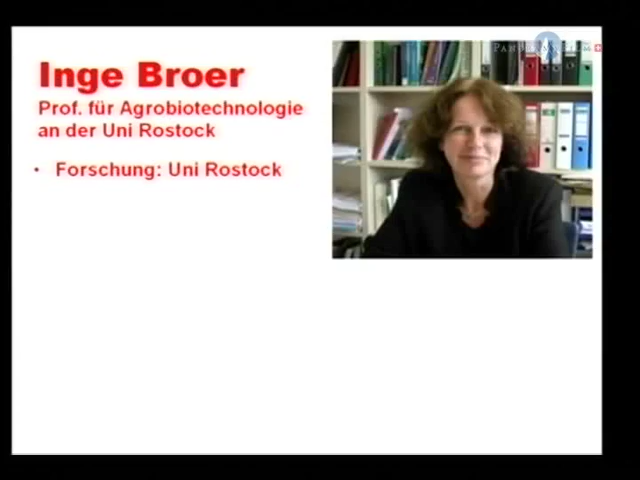 Inge Broer
Prof. für Agrobiotechnologie
an der Uni Rostock
• Forschung: Uni Rostock